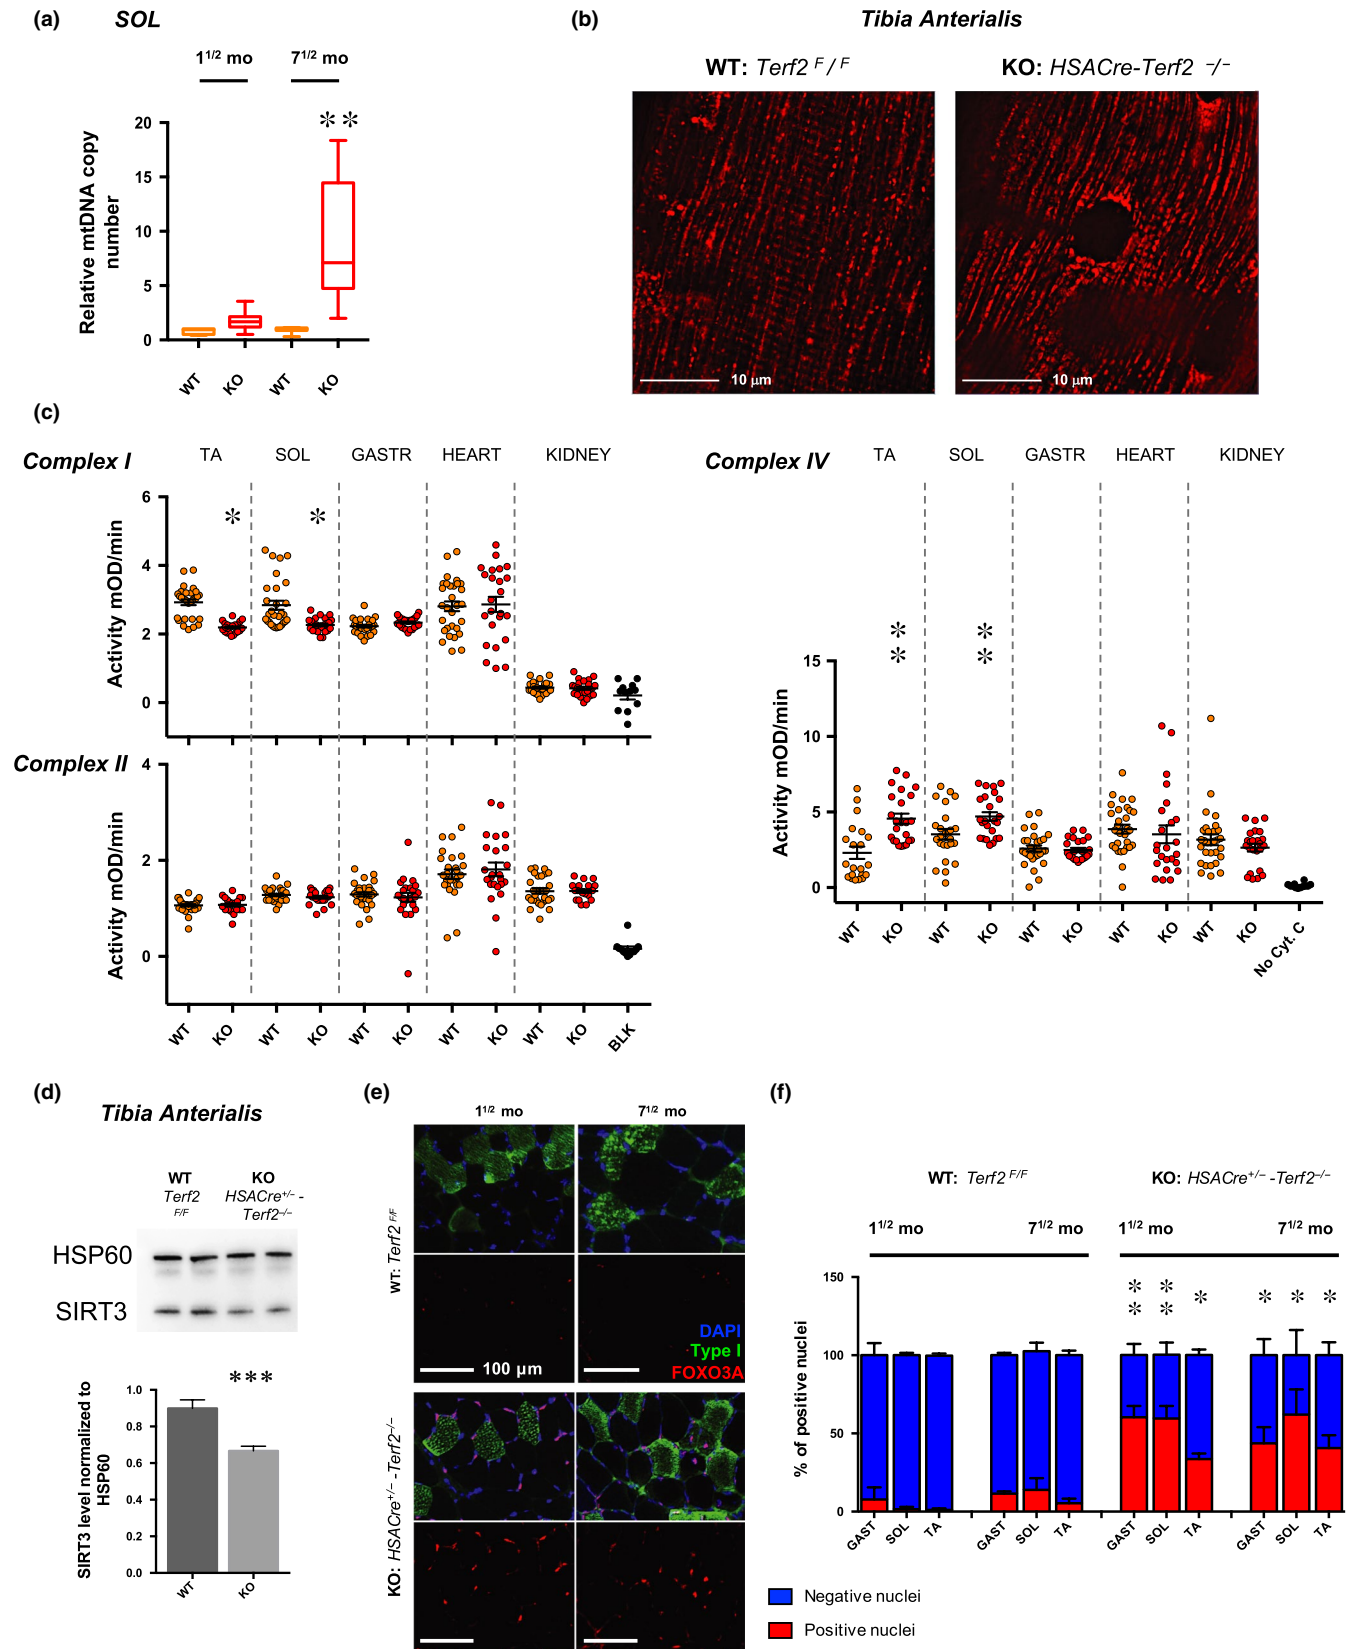 (a) SOL
1 1/2 mo 7 1/2 mo
**
Relative mtDNA copy
number
20
15
10
5
0
WT KO WT KO
(b) Tibia Anterialis
WT: Terf2 F/F KO: HSACre-Terf2 –/–
10 µm 10 µm
(c)
Complex I TA SOL GASTR HEART KIDNEY
* *
Activity mOD/min
6
4
2
0
Complex II
Activity mOD/min
4
2
0
WT KO WT KO WT KO WT KO WT KO BLK
Complex IV TA SOL GASTR HEART KIDNEY
* *
* *
Activity mOD/min
15
10
5
0
WT KO WT KO WT KO WT KO WT KO No Cyt. C
(d) Tibia Anterialis
WT KO
Terf2 HSACre+/– -
F/F Terf2–/–
HSP60
SIRT3
***
SIRT3 level normalized to
HSP60
1.0
0.8
0.6
0.4
0.2
0.0
WT KO
(e)
1 1/2 mo 7 1/2 mo
WT: Terf2 F/F
DAPI
Type I
100 µm FOXO3A
KO: HSACre+/– -Terf2–/–
(f)
WT: Terf2 F/F KO: HSACre+/– -Terf2–/–
1 1/2 mo 7 1/2 mo 1 1/2 mo 7 1/2 mo
* * * * * *
* *
% of positive nuclei
150
100
50
0
GAST SOL TA GAST SOL TA GAST SOL TA GAST SOL TA
Negative nuclei
Positive nuclei